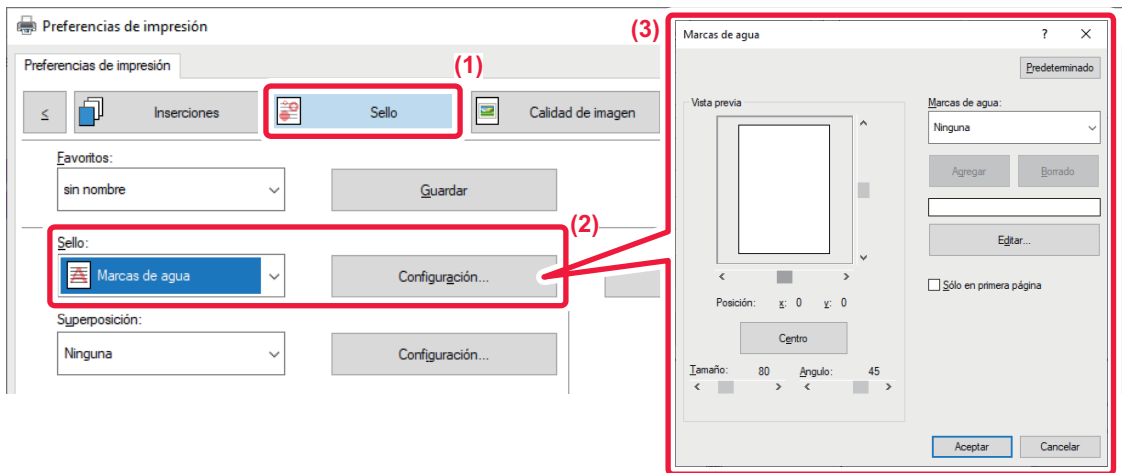 Preferencias de impresión
Preferencias de impresión
(1)
≤
Inserciones
Sello
Calidad de imagen
Favoritos:
sin nombre
Guardar
(2)
Sello:
Marcas de agua
Configuración...
Superposición:
Ninguna
Configuración...
(3)
Marcas de agua
?
Predeterminado
Vista previa
Marcas de agua:
Ninguna
Agregar
Borrado
Editar...
Sólo en primera página
Posición: x: 0 y: 0
Centro
Tamaño: 80 Angulo: 45
Aceptar
Cancelar